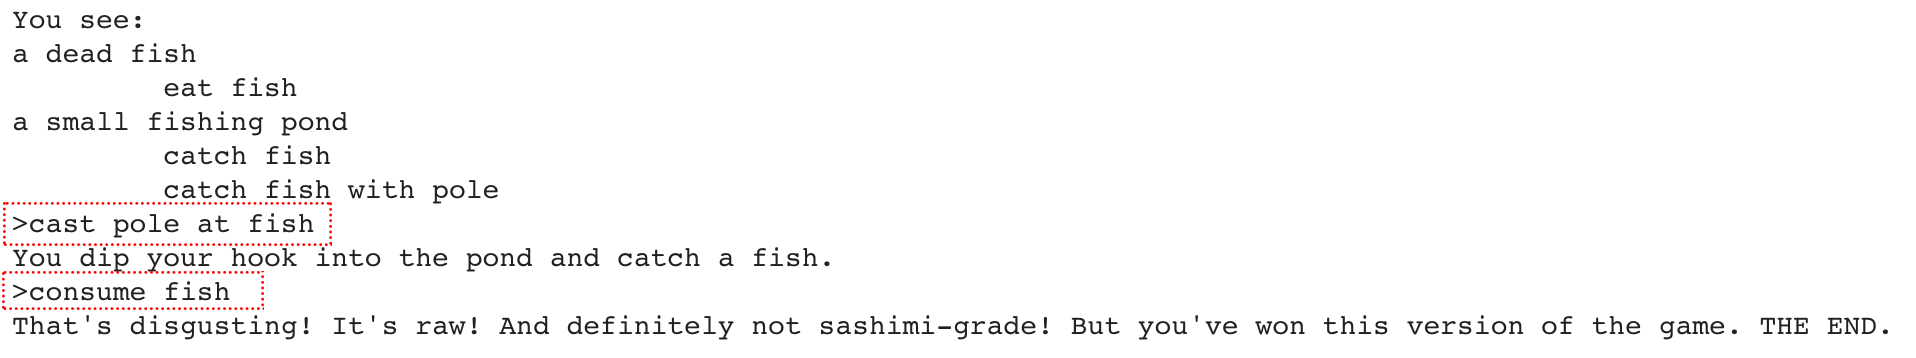 You see:
a dead fish
eat fish
a small fishing pond
catch fish
catch fish with pole
>cast pole at fish
You dip your hook into the pond and catch a fish.
>consume fish
That's disgusting! It's raw! And definitely not sashimi-grade! But you've won this version of the game. THE END.